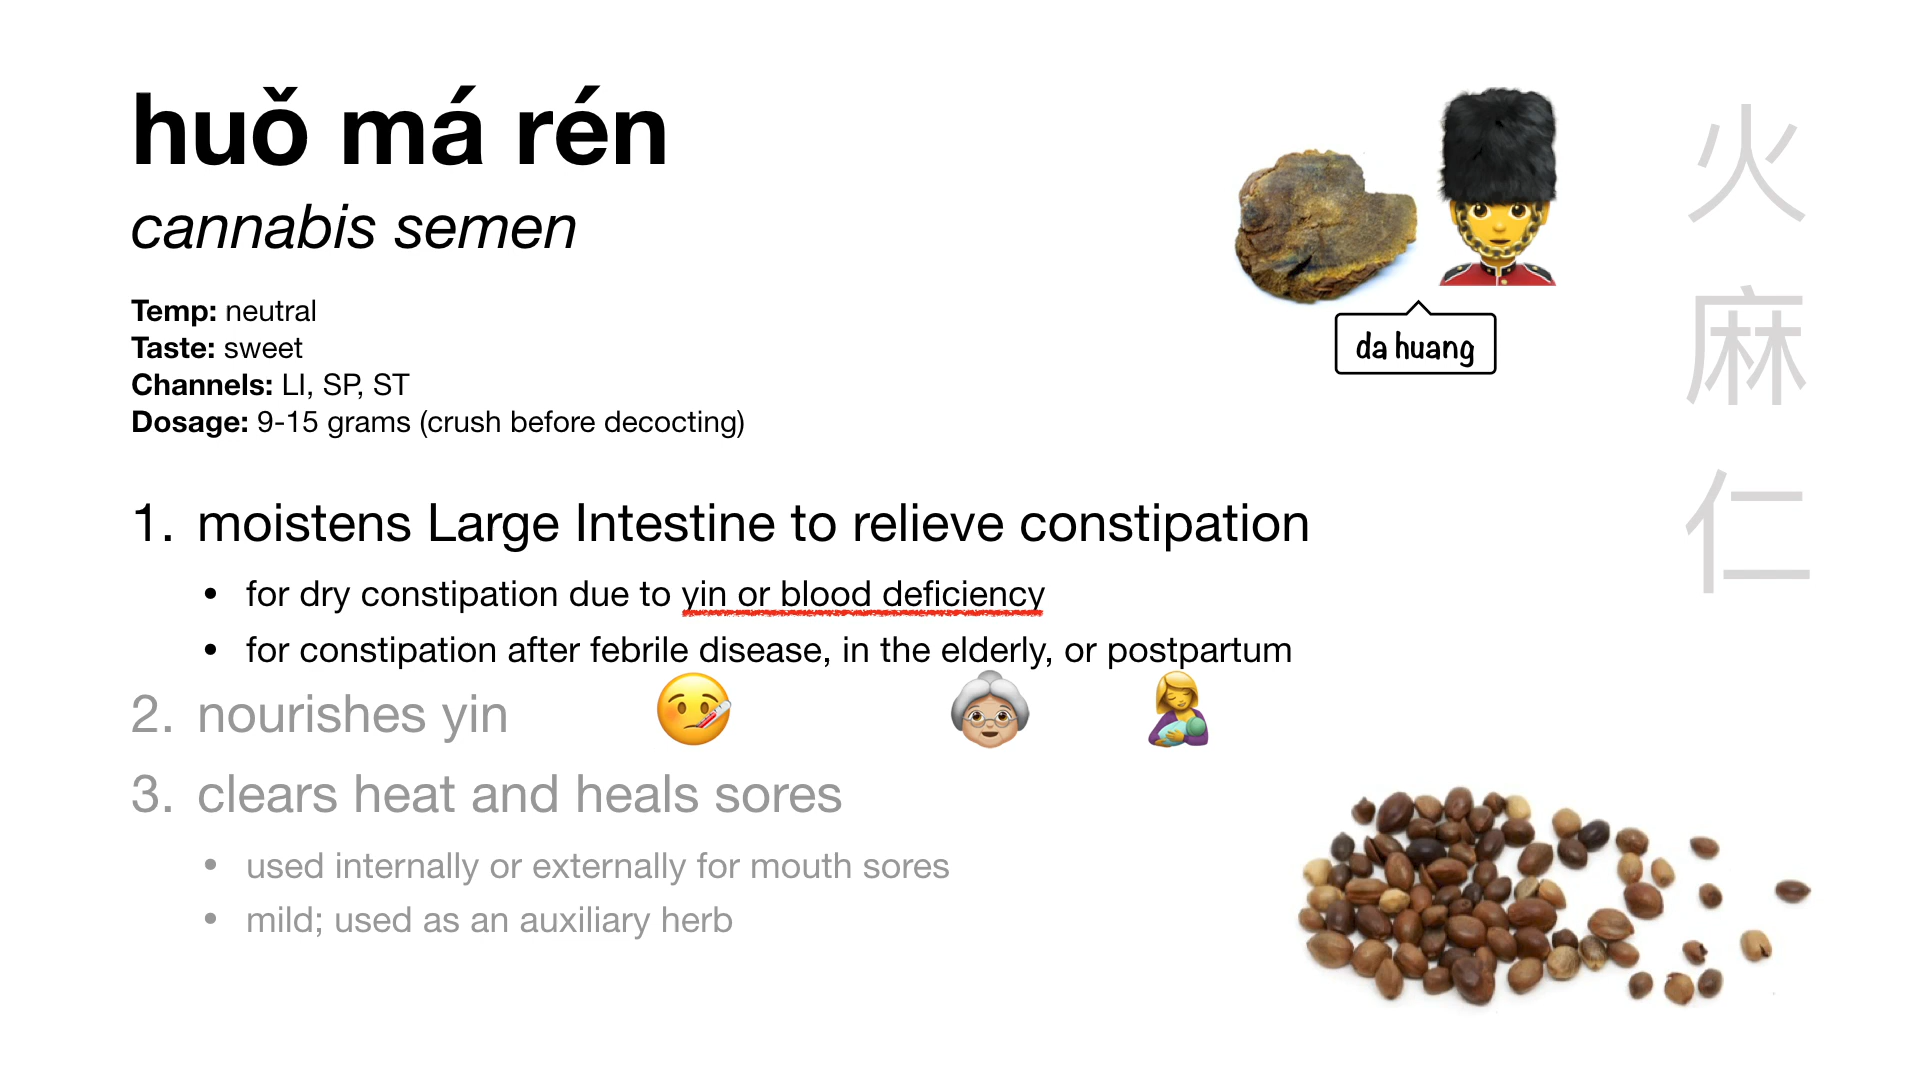 huǒ má rén
cannabis semen
Temp: neutral
Taste: sweet
Channels: LI, SP, ST
Dosage: 9-15 grams (crush before decocting)
da huang
火
麻
仁
1. moistens Large Intestine to relieve constipation
• for dry constipation due to yin or blood deficiency
• for constipation after febrile disease, in the elderly, or postpartum
2. nourishes yin
3. clears heat and heals sores
• used internally or externally for mouth sores
• mild; used as an auxiliary herb